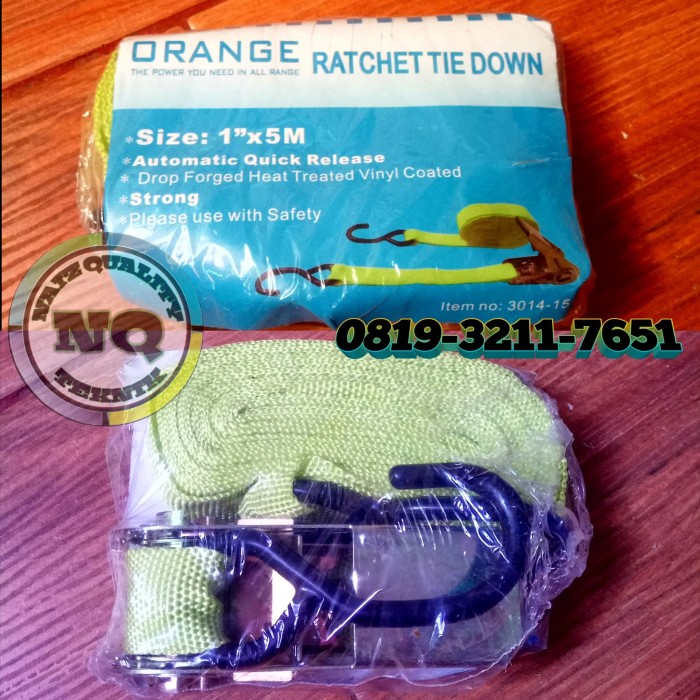 ORANGE
THE POWER YOU NEED IN ALL RANGE
RATCHET TIE DOWN
*Size: 1"x5M
*Automatic Quick Release
* Drop Forged Heat Treated Vinyl Coated
*Strong
*Please use with Safety
Item no: 3014-15
NAIZ QUALITY
NQ
TEKNIK
0819-3211-7651